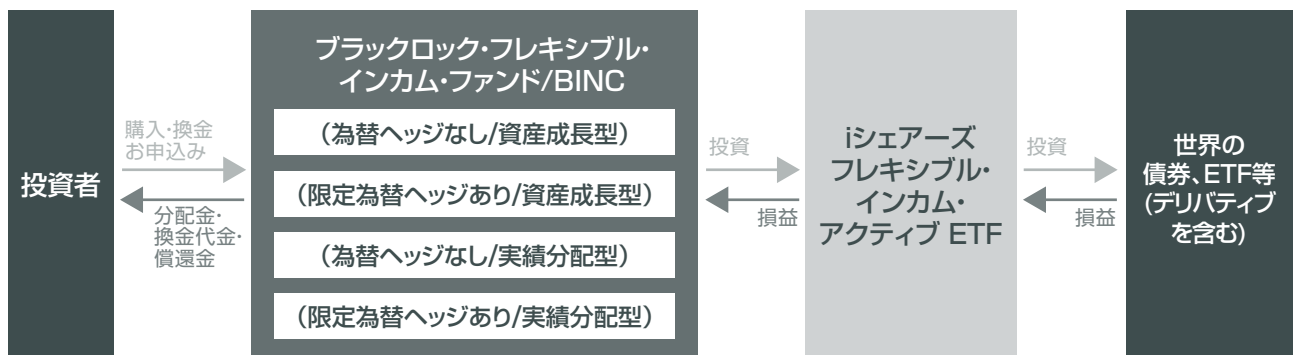 投資者
購入・換金
お申込み
分配金・
換金代金・
償還金
ブラックロック・フレキシブル・
インカム・ファンド/BINC
（為替ヘッジなし/資産成長型）
（限定為替ヘッジあり/資産成長型）
（為替ヘッジなし/実績分配型）
（限定為替ヘッジあり/実績分配型）
投資
損益
iシェアーズ
フレキシブル・
インカム・
アクティブ ETF
投資
損益
世界の
債券、ETF等
(デリバティブ
を含む)